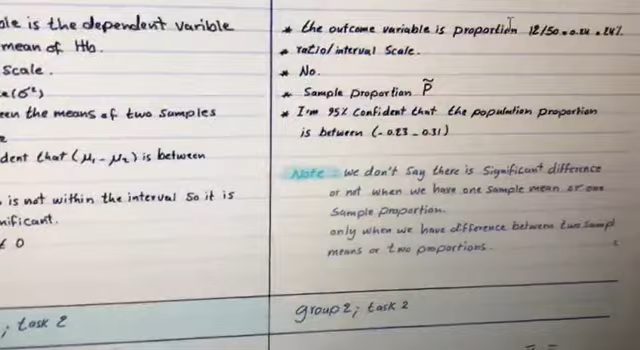 ble is the dependent varible
mean of Hb.
Scale.
(σ²)
een the means of two samples
dent that (μ₁ - μ₂) is between
is not within the interval so it is
nificant.
≠ 0
; task 2
* the outcome variable is proportion 12/50 = 0.24 = 24%
* ratio/interval Scale.
* No.
* Sample proportion p̃
* I'm 95% Confident that the population proportion
is between (-0.23 - 0.31)
Note: we don't say there is Significant difference
or not when we have one sample mean or one
Sample proportion.
only when we have difference between two sampl
means or two proportions.
group 2; task 2